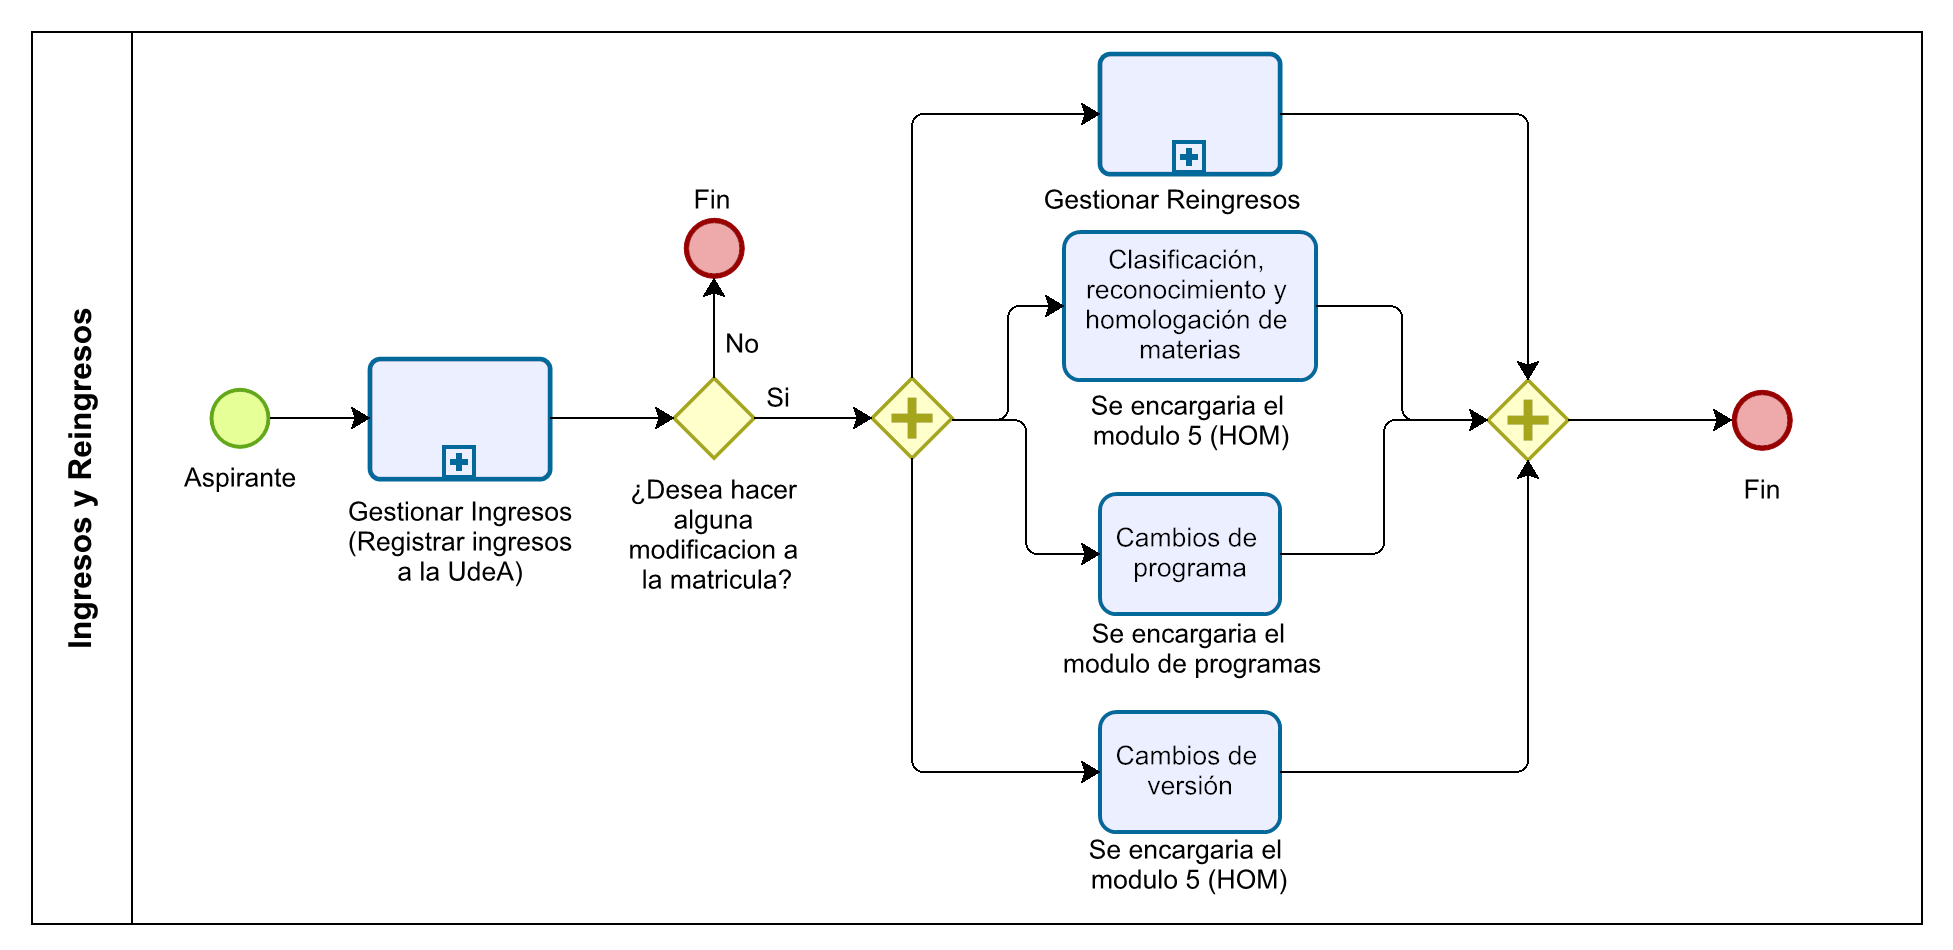 Ingresos y Reingresos
Aspirante
Gestionar Ingresos
(Registrar ingresos
a la UdeA)
Fin
No
Si
¿Desea hacer
alguna
modificacion a
la matricula?
Gestionar Reingresos
Clasificación,
reconocimiento y
homologación de
materias
Se encargaria el
modulo 5 (HOM)
Cambios de
programa
Se encargaria el
modulo de programas
Cambios de
versión
Se encargaria el
modulo 5 (HOM)
Fin